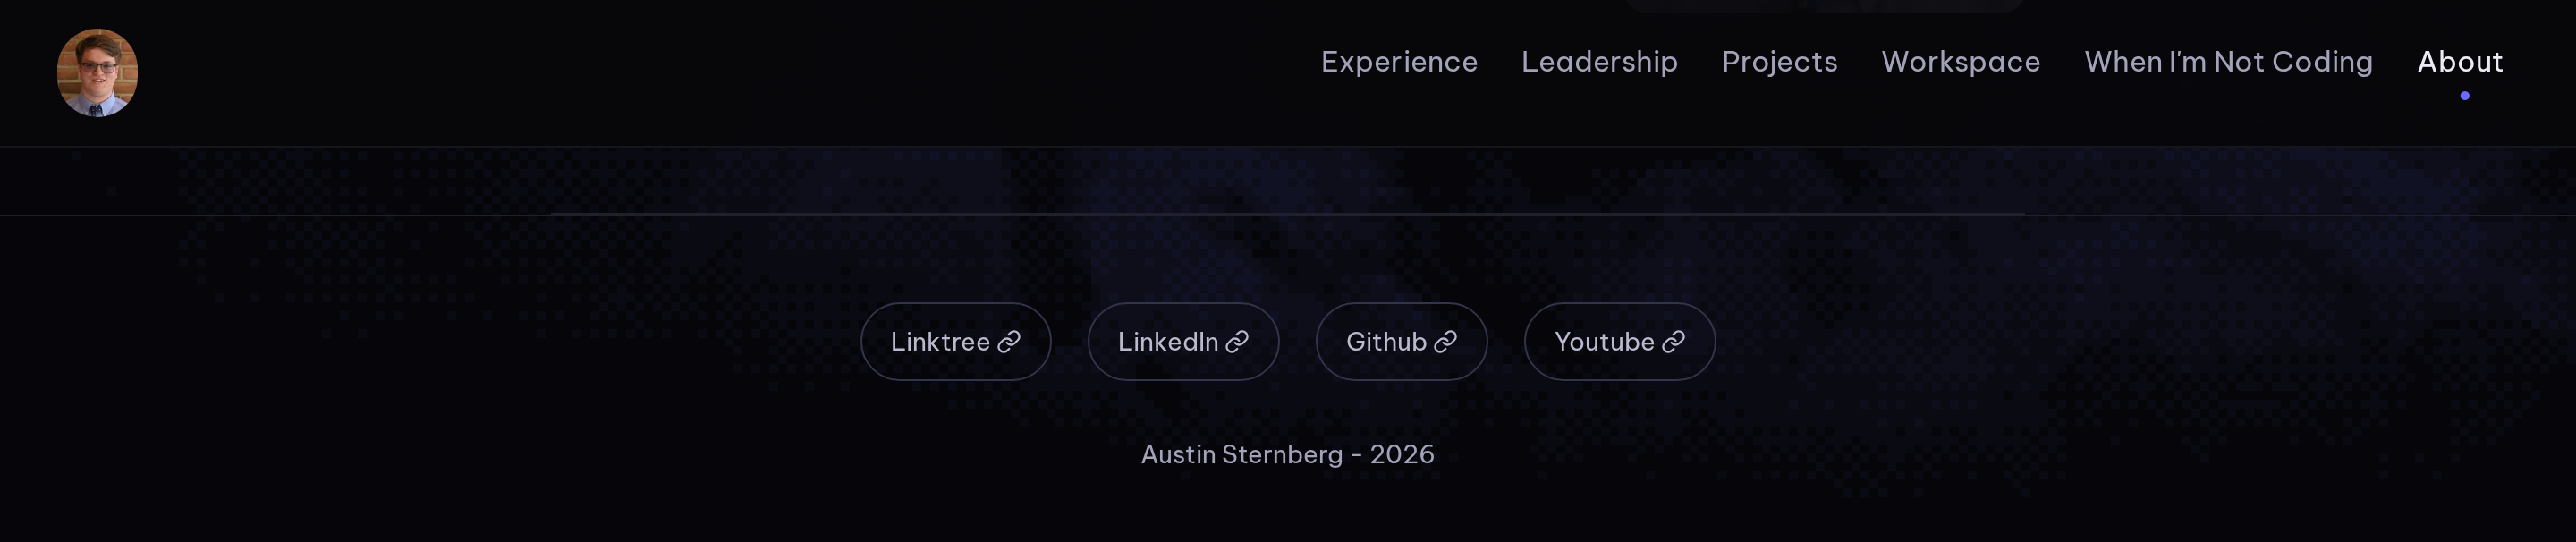 Experience Leadership Projects Workspace When I'm Not Coding About
Linktree LinkedIn Github Youtube
Austin Sternberg - 2026